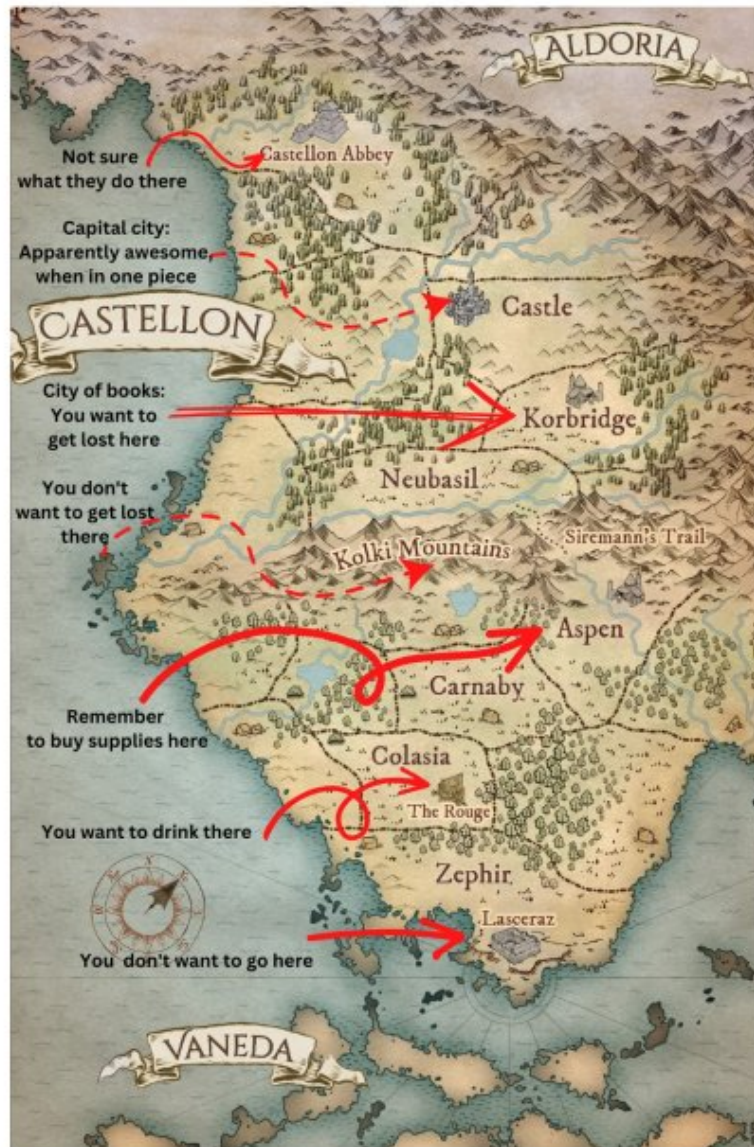 ALDORIA
Not sure
what they do there
Castellon Abbey
Capital city:
Apparently awesome
when in one piece
CASTELLON
Castle
City of books:
You want to
get lost here
Korbridge
Neubasil
You don't
want to get lost
there
Siremann's Trail
Kolki Mountains
Aspen
Carnaby
Remember
to buy supplies here
Colasia
The Rouge
You want to drink there
Zephir
Lasceraz
You don't want to go here
VANEDA